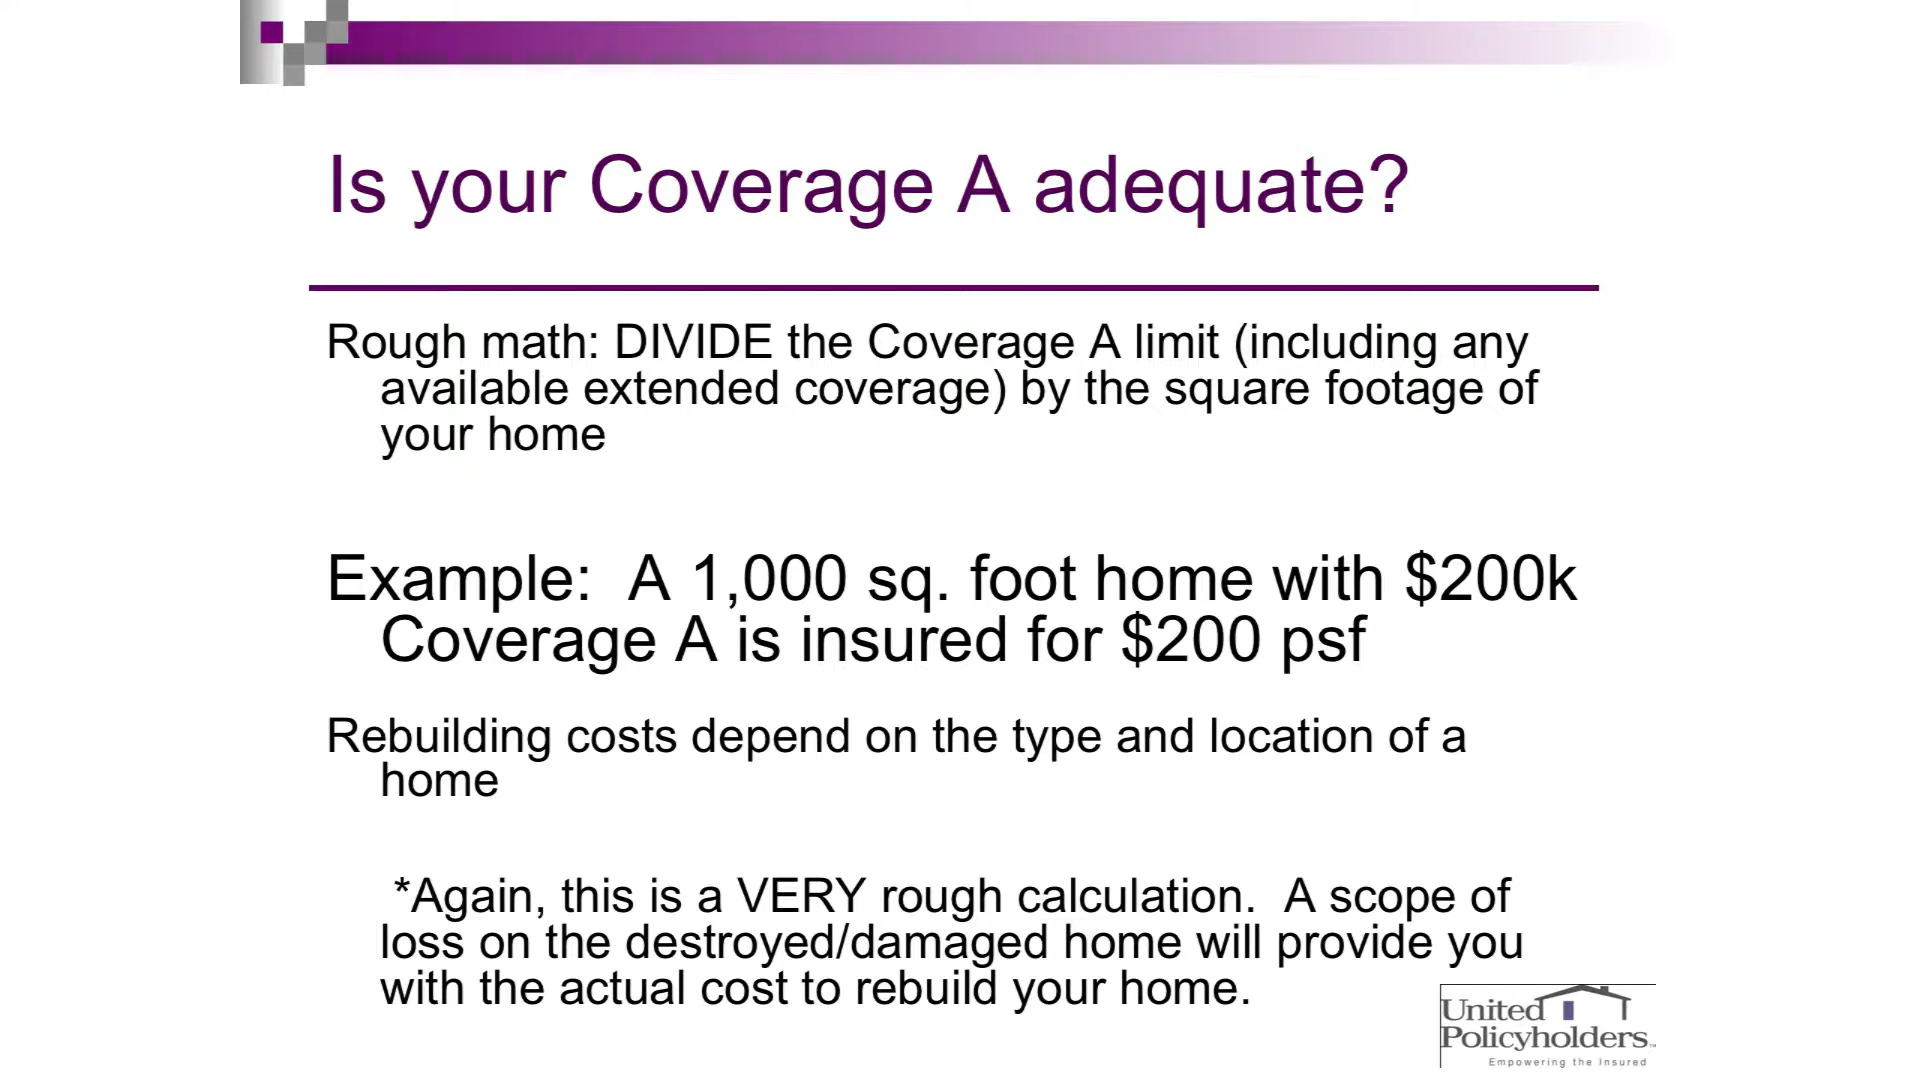 Is your Coverage A adequate?
Rough math: DIVIDE the Coverage A limit (including any
available extended coverage) by the square footage of
your home
Example:  A 1,000 sq. foot home with $200k
Coverage A is insured for $200 psf
Rebuilding costs depend on the type and location of a
home
*Again, this is a VERY rough calculation.  A scope of
loss on the destroyed/damaged home will provide you
with the actual cost to rebuild your home.
United
Policyholders™
Empowering the Insured